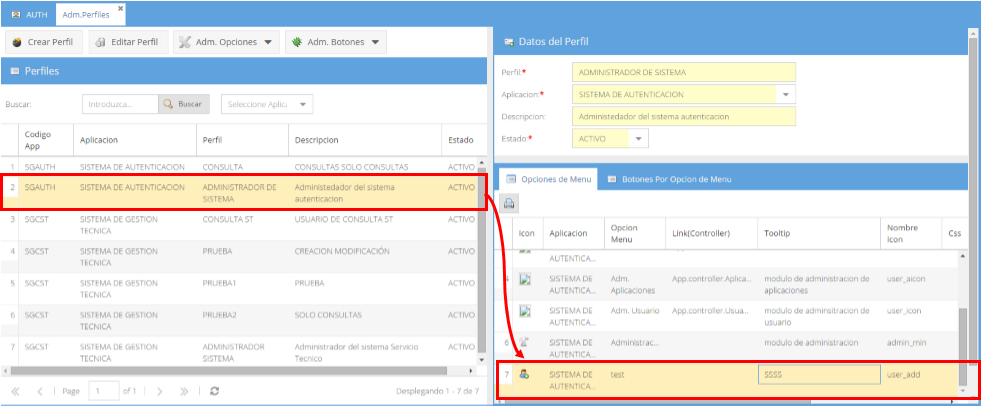 AUTH
Adm.Perfiles
Crear Perfil
Editar Perfil
Adm. Opciones
Adm. Botones
Perfiles
Buscar:
Introduzca...
Buscar
Seleccione Aplic
Codigo App
Aplicacion
Perfil
Descripcion
Estado
1 SGAUTH SISTEMA DE AUTENTICACION CONSULTA CONSULTAS SOLO CONSULTAS ACTIVO
2 SGAUTH SISTEMA DE AUTENTICACION ADMINISTRADOR DE Administedador del sistema ACTIVO
SISTEMA autenticacion
3 SGCST SISTEMA DE GESTION CONSULTA ST USUARIO DE CONSULTA ST ACTIVO
TECNICA
4 SGCST SISTEMA DE GESTION PRUEBA CREACION MODIFICACIÓN ACTIVO
TECNICA
5 SGCST SISTEMA DE GESTION PRUEBA1 PRUEBA ACTIVO
TECNICA
6 SGCST SISTEMA DE GESTION PRUEBA2 SOLO CONSULTAS ACTIVO
TECNICA
7 SGCST SISTEMA DE GESTION ADMINISTRADOR Administrador del sistema Servicio ACTIVO
TECNICA SISTEMA Tecnico
Page 1 of 1
Desplegando 1 - 7 de 7
Datos del Perfil
Perfil:* ADMINISTRADOR DE SISTEMA
Aplicacion:* SISTEMA DE AUTENTICACION
Descripcion: Administedador del sistema autenticacion
Estado:* ACTIVO
Opciones de Menu
Botones Por Opcion de Menu
Icon
Aplicacion
Opcion Menu
Link(Controller)
Tooltip
Nombre Icon
Css
AUTENTICA...
SISTEMA DE Adm. App.controller.Aplica... modulo de administracion de user_aicon
AUTENTICA... Aplicaciones aplicaciones
SISTEMA DE Adm. Usuario App.controller.Usua... modulo de adminsitracion de user_icon
AUTENTICA... usuario
6 SISTEMA DE Administrac... modulo de administracion admin_min
AUTENTICA...
7 SISTEMA DE test SSSS user_add
AUTENTICA...